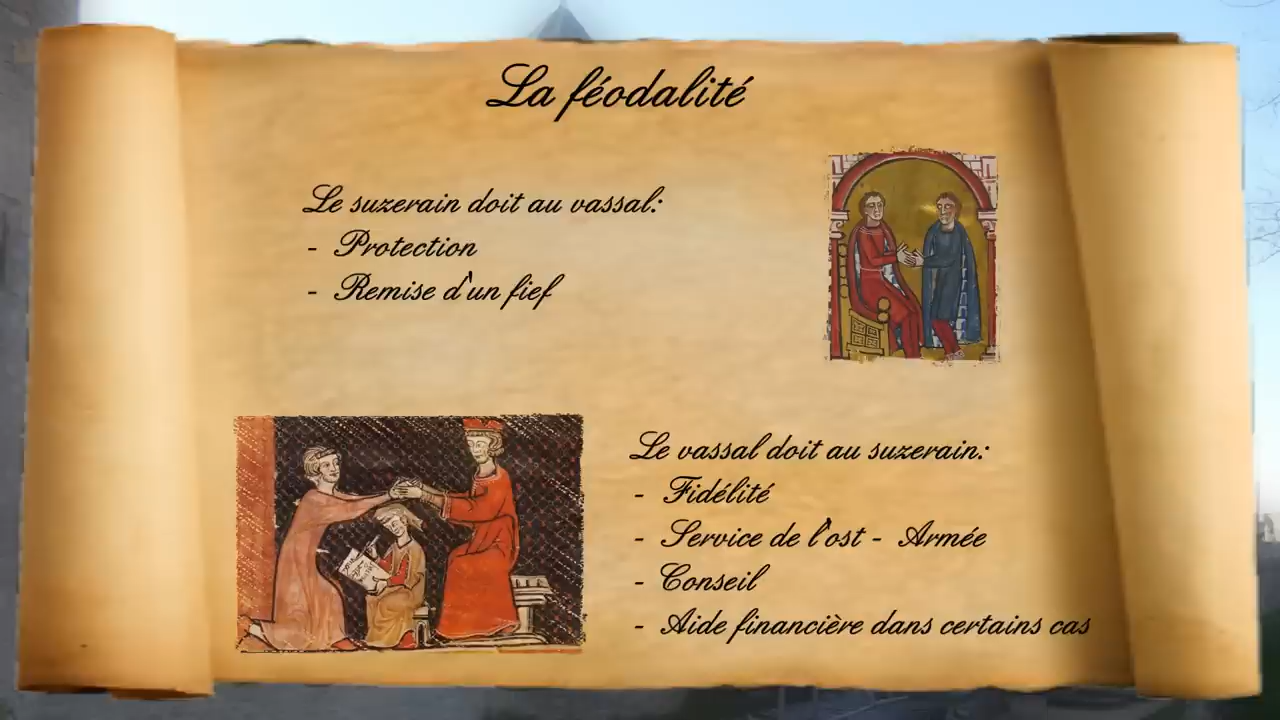 La féodalité
Le suzerain doit au vassal:
- Protection
- Remise d'un fief
Le vassal doit au suzerain:
- Fidélité
- Service de l'ost - Armée
- Conseil
- Aide financière dans certains cas